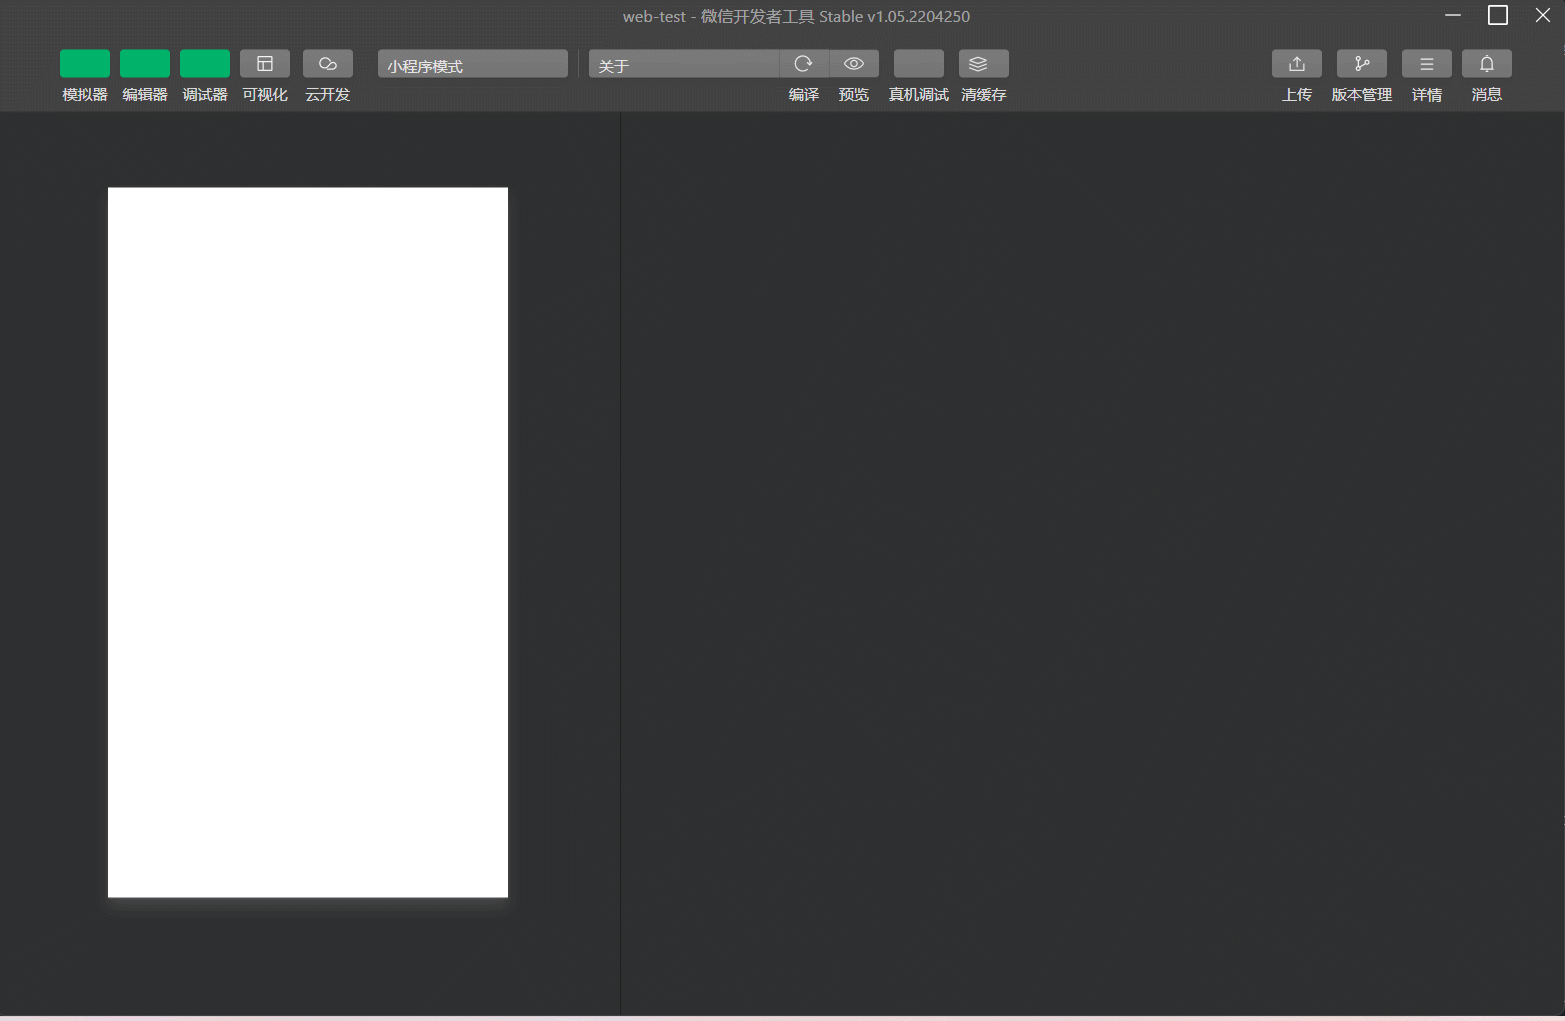 web-test - 微信开发者工具 Stable v1.05.2204250
小程序模式 关于
模拟器 编辑器 调试器 可视化 云开发 编译 预览 真机调试 清缓存 上传 版本管理 详情 消息